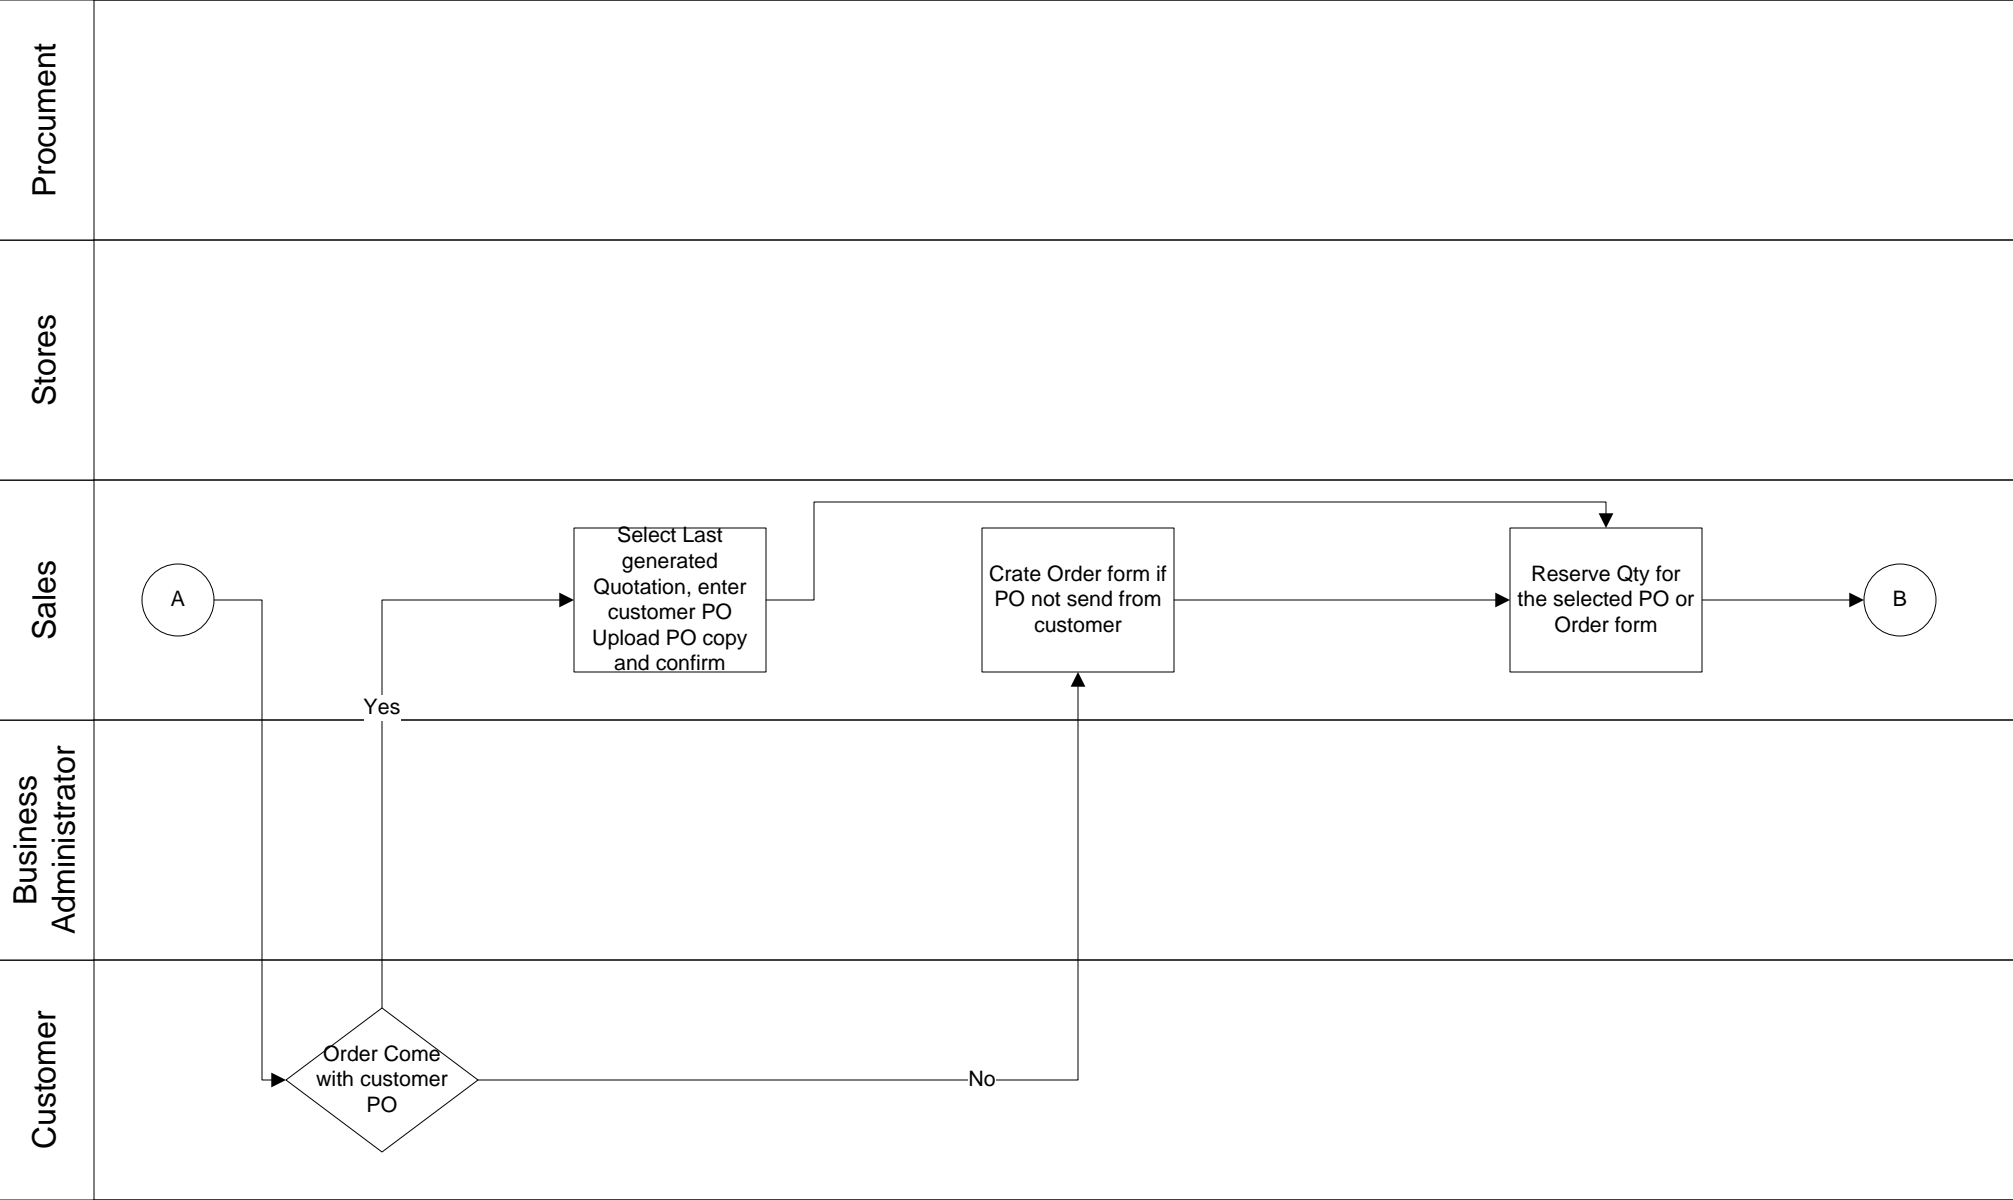 Procument
Stores
Sales
A
Select Last
generated
Quotation, enter
customer PO
Upload PO copy
and confirm
Crate Order form if
PO not send from
customer
Reserve Qty for
the selected PO or
Order form
B
Yes
Business
Administrator
Customer
Order Come
with customer
PO
No